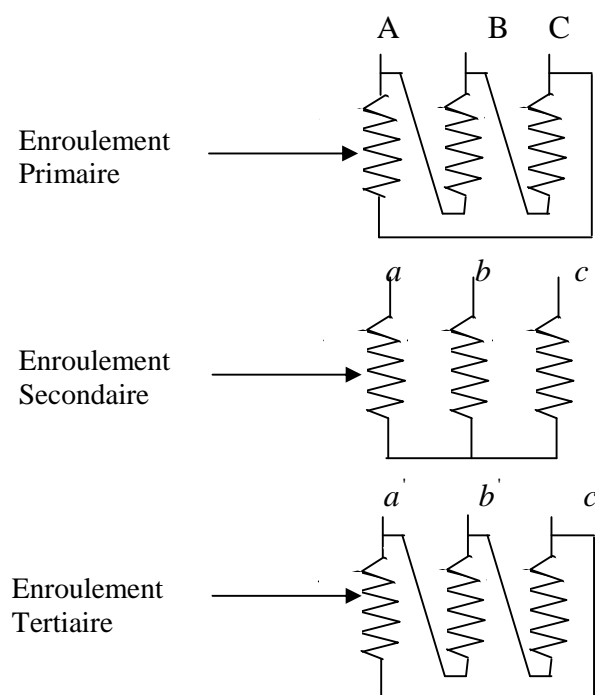 A B C
Enroulement
Primaire
a b c
Enroulement
Secondaire
a' b' c
Enroulement
Tertiaire